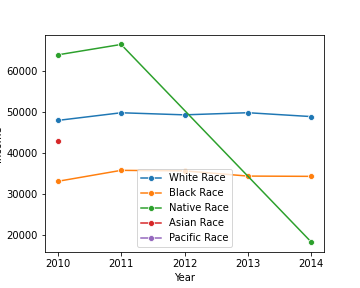 60000
50000
40000
30000
20000
White Race
Black Race
Native Race
Asian Race
Pacific Race
2010
2011
2012
2013
2014
Year